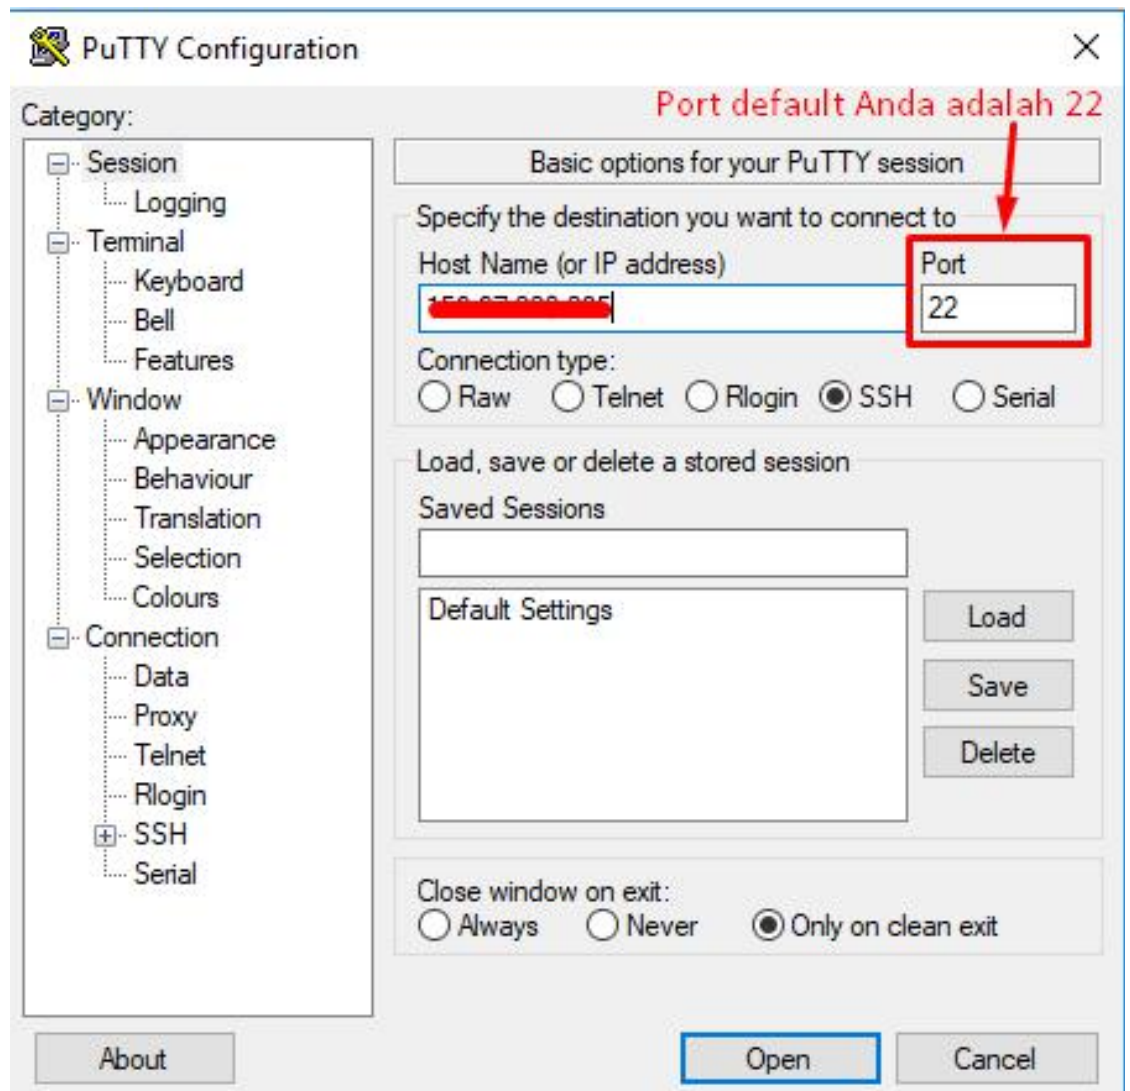 PuTTY Configuration
Port default Anda adalah 22
Category:
Session
Logging
Terminal
Keyboard
Bell
Features
Window
Appearance
Behaviour
Translation
Selection
Colours
Connection
Data
Proxy
Telnet
Rlogin
SSH
Serial
Basic options for your PuTTY session
Specify the destination you want to connect to
Host Name (or IP address)
Port
22
Connection type:
Raw Telnet Rlogin SSH Serial
Load, save or delete a stored session
Saved Sessions
Default Settings
Load
Save
Delete
Close window on exit:
Always Never Only on clean exit
About
Open
Cancel